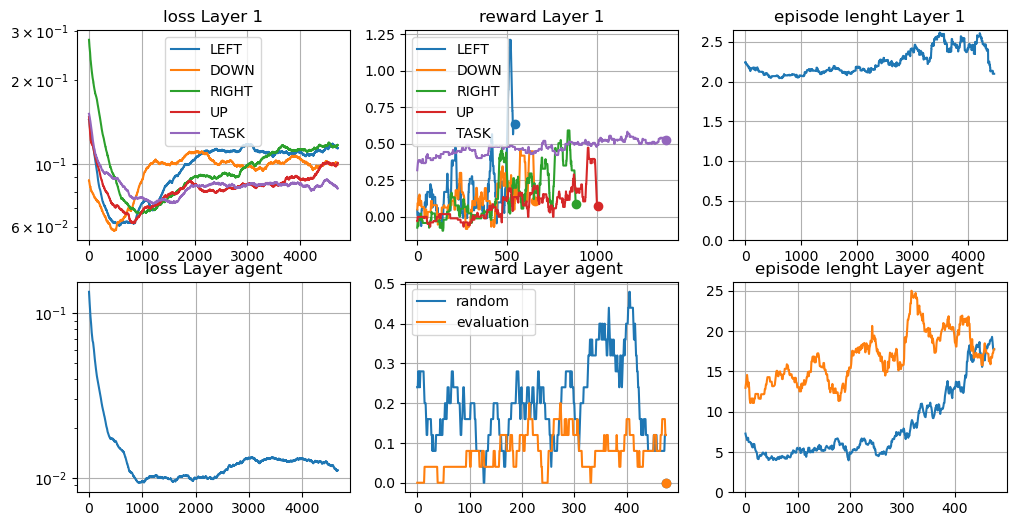 loss Layer 1
3 × 10⁻¹
2 × 10⁻¹
10⁻¹
6 × 10⁻²
LEFT
DOWN
RIGHT
UP
TASK
0 1000 2000 3000 4000
reward Layer 1
1.25
1.00
0.75
0.50
0.25
0.00
LEFT
DOWN
RIGHT
UP
TASK
0 500 1000
episode lenght Layer 1
2.5
2.0
1.5
1.0
0.5
0.0
0 1000 2000 3000 4000
loss Layer agent
10⁻¹
10⁻²
0 1000 2000 3000 4000
reward Layer agent
0.5
0.4
0.3
0.2
0.1
0.0
random
evaluation
0 100 200 300 400
episode lenght Layer agent
25
20
15
10
5
0
0 100 200 300 400